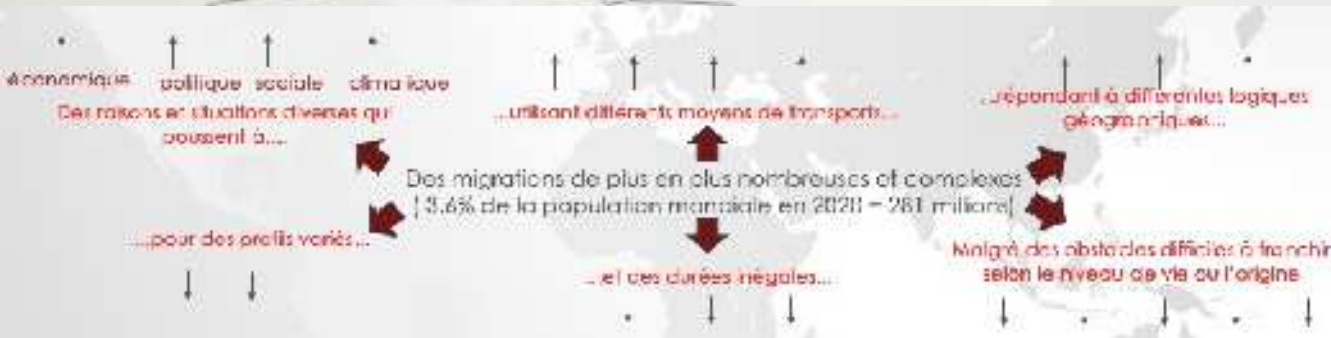 économique politique sociale climatique
Des raisons et situations diverses qui
poussent à....
...utilisant différents moyens de transports...
...répondant à différentes logiques
géographiques...
Des migrations de plus en plus nombreuses et complexes
( 3.6% de la population mondiale en 2020 = 281 millions)
...pour des profils variés...
...et des durées inégales...
Malgré des obstacles difficiles à franchir
selon le niveau de vie ou l'origine